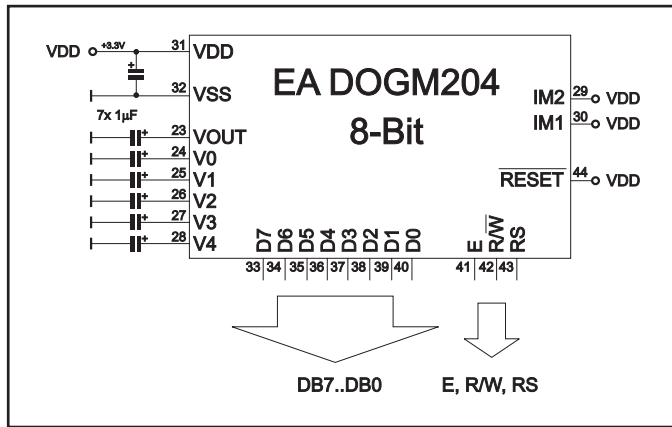 VDD +3.3V 31 VDD
EA DOGM204
8-Bit
32 VSS
7x 1µF
23 VOUT
24 V0
25 V1
26 V2
27 V3
28 V4
IM2 29 VDD
IM1 30 VDD
RESET 44 VDD
D7 D6 D5 D4 D3 D2 D1 D0
33 34 35 36 37 38 39 40
E R/W RS
41 42 43
DB7..DB0
E, R/W, RS